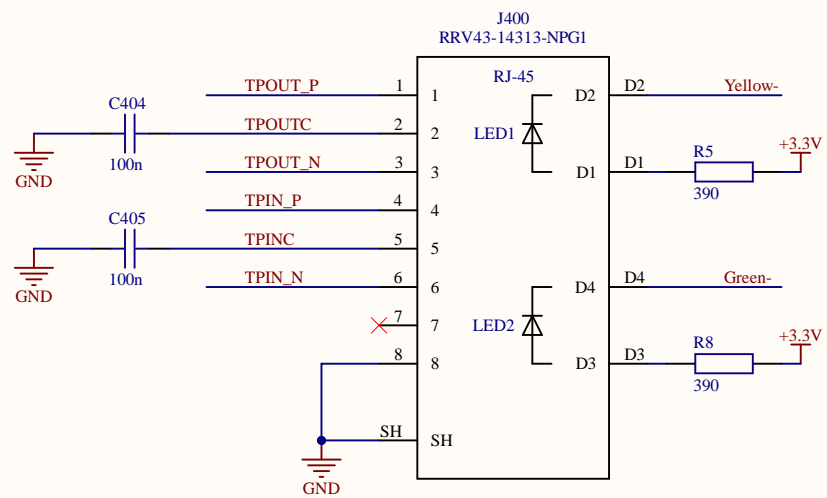 J400
RRV43-14313-NPG1
RJ-45
TPOUT_P 1 1 D2 D2 Yellow-
C404 TPOUTC 2 2 LED1
100n
GND
TPOUT_N 3 3 D1 D1 R5 +3.3V
390
TPIN_P 4 4
C405 TPINC 5 5
100n
GND
TPIN_N 6 6 D4 D4 Green-
7 7 LED2
8 8 D3 D3 R8 +3.3V
390
SH SH
GND